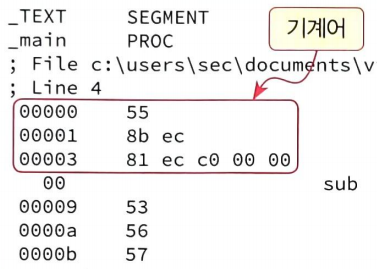 _TEXT SEGMENT
기계어
_main PROC
; File c:\users\sec\documents\v
; Line 4
00000 55
00001 8b ec
00003 81 ec c0 00 00
00 sub
00009 53
0000a 56
0000b 57